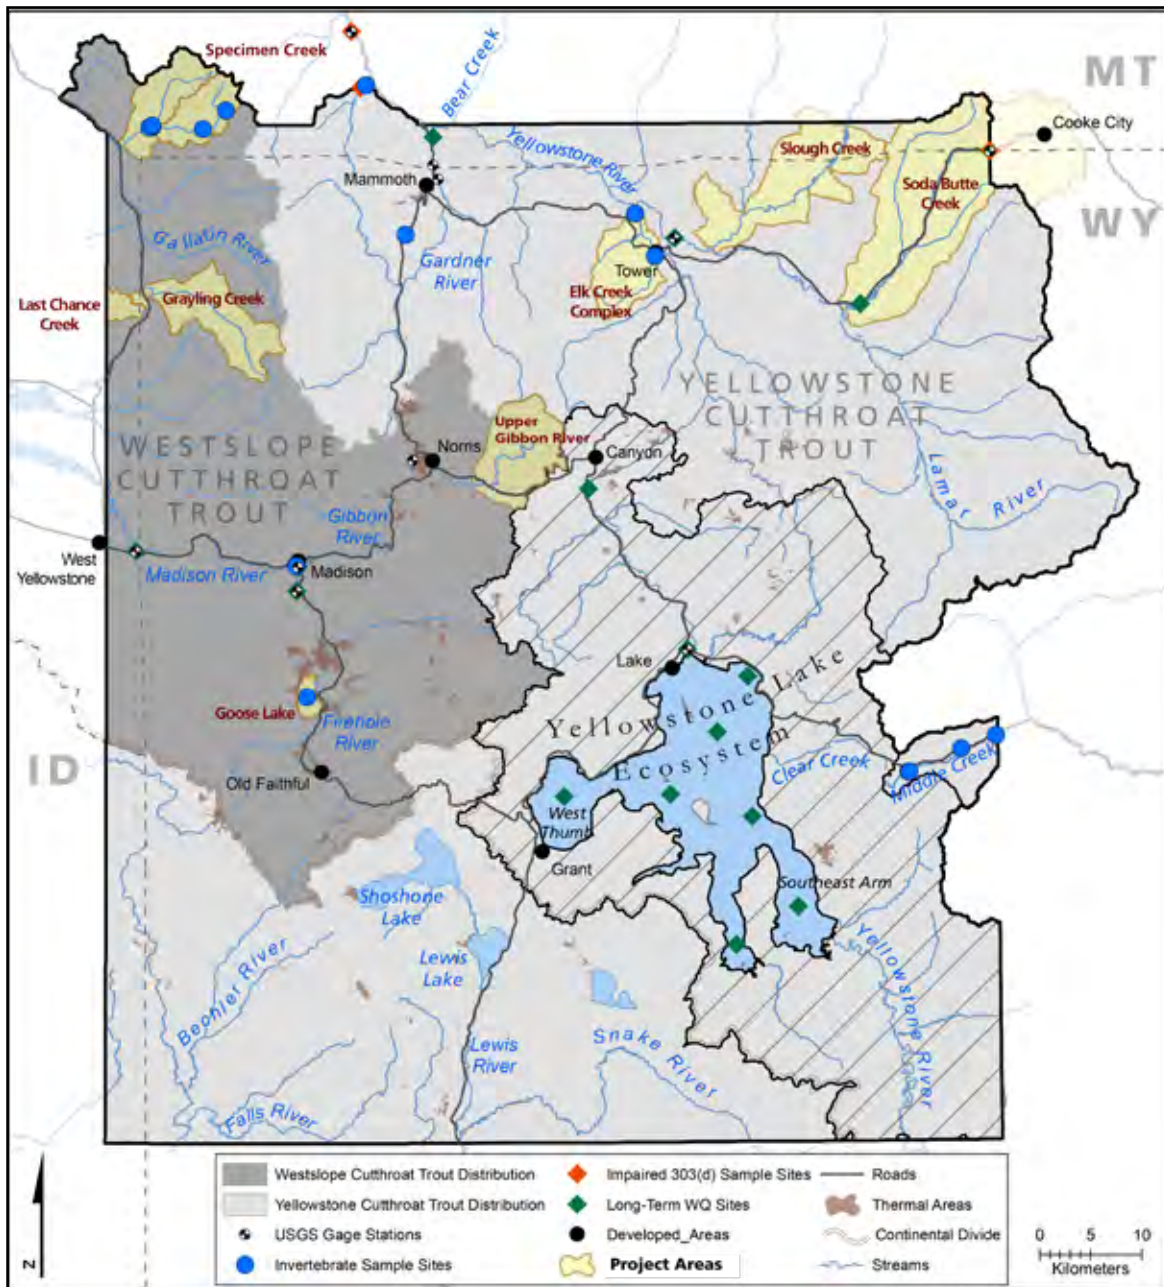 Specimen Creek
Bear Creek
MT
Cooke City
Yellowstone River
Slough Creek
Mammoth
Soda Butte
Creek
WY
Gallatin River
Gardner
River
Tower
Elk Creek
Complex
Last Chance
Creek
Grayling Creek
YELLOWSTONE
CUTTHROAT
TROUT
Upper
Gibbon River
WESTSLOPE
CUTTHROAT
TROUT
Norris
Canyon
Lamar River
Gibbon
River
West
Yellowstone
Madison River
Madison
Lake
Yellowstone Lake
Ecosystem
Goose Lake
Firehole
River
ID
Old Faithful
Clear Creek
Middle Creek
West
Thumb
Grant
Southeast Arm
Shoshone
Lake
Lewis
Lake
Yellowstone River
Bechler River
Lewis
River
Snake River
Falls River
N
Westslope Cutthroat Trout Distribution
Yellowstone Cutthroat Trout Distribution
USGS Gage Stations
Invertebrate Sample Sites
Impaired 303(d) Sample Sites
Long-Term WQ Sites
Developed_Areas
Project Areas
Roads
Thermal Areas
Continental Divide
Streams
0 5 10
Kilometers